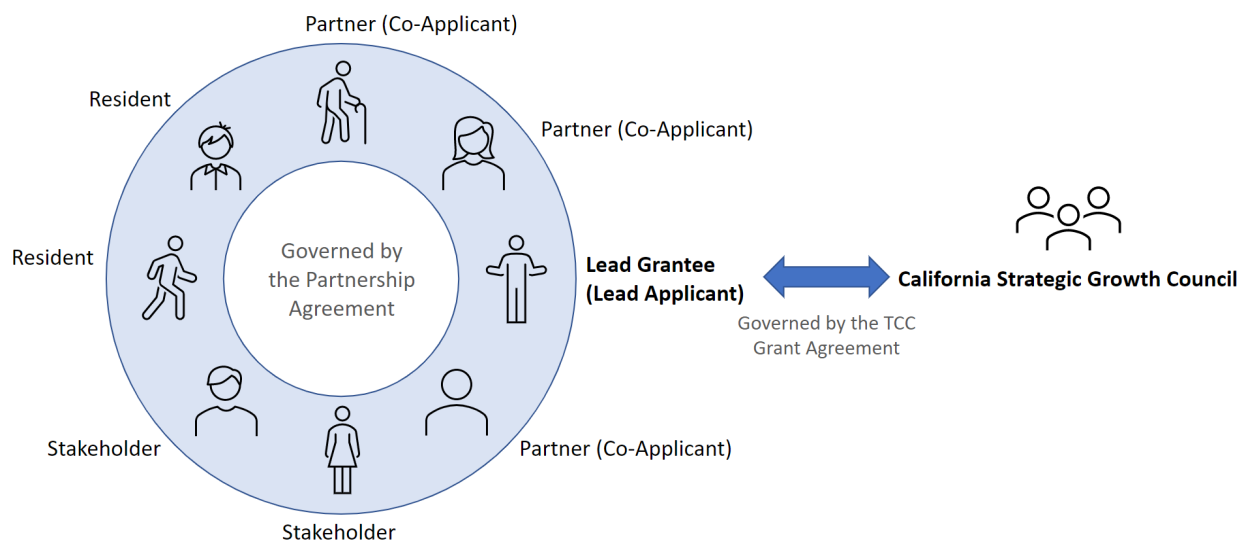 Partner (Co-Applicant)
Resident
Partner (Co-Applicant)
Resident
Governed by
the Partnership
Agreement
Lead Grantee
(Lead Applicant)
California Strategic Growth Council
Governed by the TCC
Grant Agreement
Stakeholder
Partner (Co-Applicant)
Stakeholder